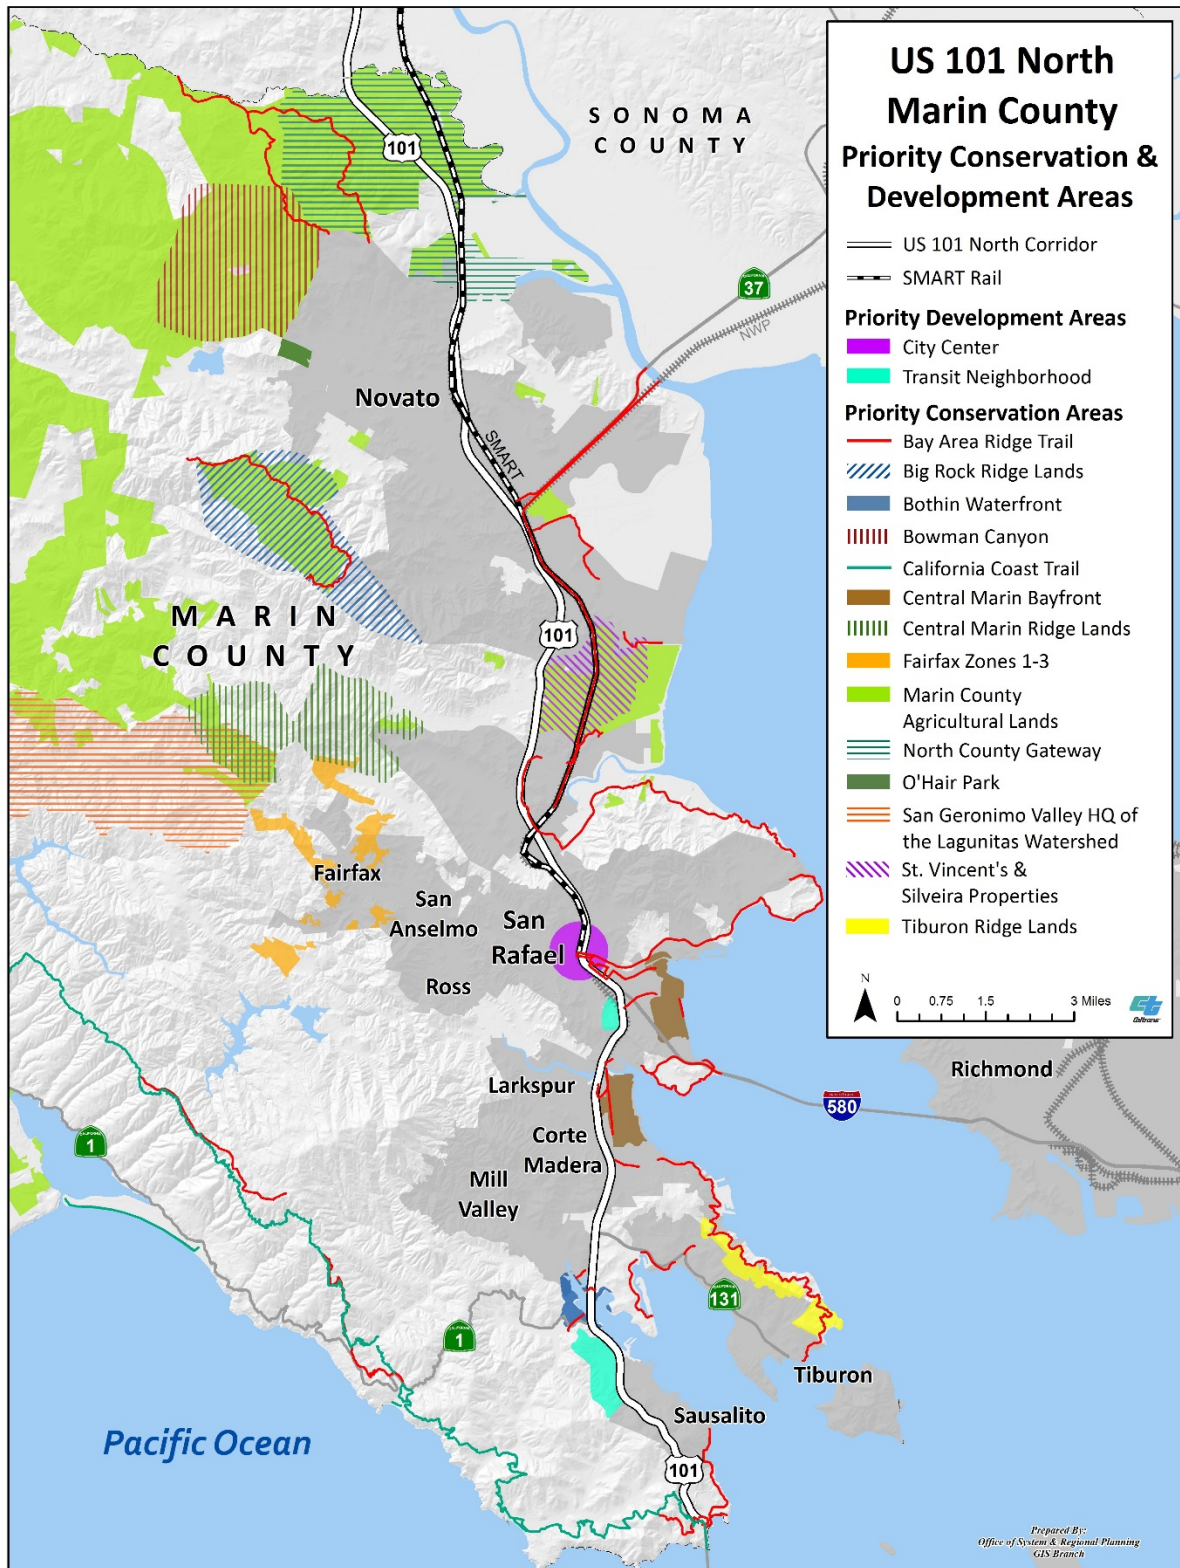 US 101 North
Marin County
Priority Conservation &
Development Areas
US 101 North Corridor
SMART Rail
Priority Development Areas
City Center
Transit Neighborhood
Priority Conservation Areas
Bay Area Ridge Trail
Big Rock Ridge Lands
Bothin Waterfront
Bowman Canyon
California Coast Trail
Central Marin Bayfront
Central Marin Ridge Lands
Fairfax Zones 1-3
Marin County
Agricultural Lands
North County Gateway
O'Hair Park
San Geronimo Valley HQ of
the Lagunitas Watershed
St. Vincent's &
Silveira Properties
Tiburon Ridge Lands
N
0 0.75 1.5 3 Miles
Caltrans
SONOMA
COUNTY
101
CALIFORNIA
37
NWP
Novato
SMART
MARIN
COUNTY
101
Fairfax
San
Anselmo
San
Rafael
Ross
Richmond
Larkspur
580
CALIFORNIA
1
Corte
Madera
Mill
Valley
CALIFORNIA
131
CALIFORNIA
1
Tiburon
Sausalito
Pacific Ocean
101
Prepared By:
Office of System & Regional Planning
GIS Branch